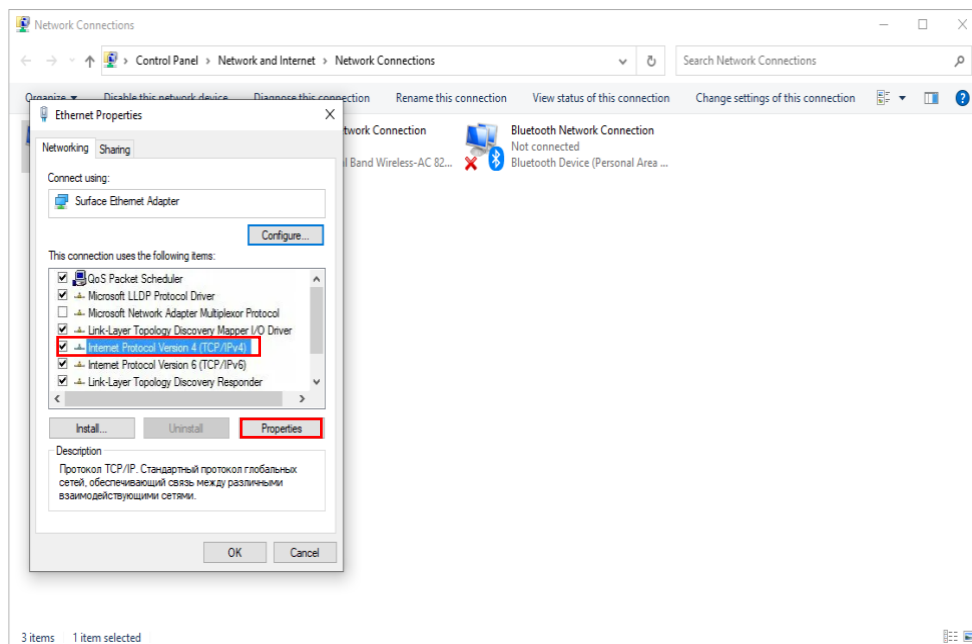 Network Connections
Control Panel › Network and Internet › Network Connections
Search Network Connections
Organize Disable this network device Diagnose this connection Rename this connection View status of this connection Change settings of this connection
Ethernet Properties
Networking Sharing
Connect using:
Surface Ethernet Adapter
Configure...
This connection uses the following items:
QoS Packet Scheduler
Microsoft LLDP Protocol Driver
Microsoft Network Adapter Multiplexor Protocol
Link-Layer Topology Discovery Mapper I/O Driver
Internet Protocol Version 4 (TCP/IPv4)
Internet Protocol Version 6 (TCP/IPv6)
Link-Layer Topology Discovery Responder
Install... Uninstall Properties
Description
Протокол TCP/IP. Стандартный протокол глобальных
сетей, обеспечивающий связь между различными
взаимодействующими сетями.
OK Cancel
Connection
Band Wireless-AC 82...
Bluetooth Network Connection
Not connected
Bluetooth Device (Personal Area ...
3 items 1 item selected